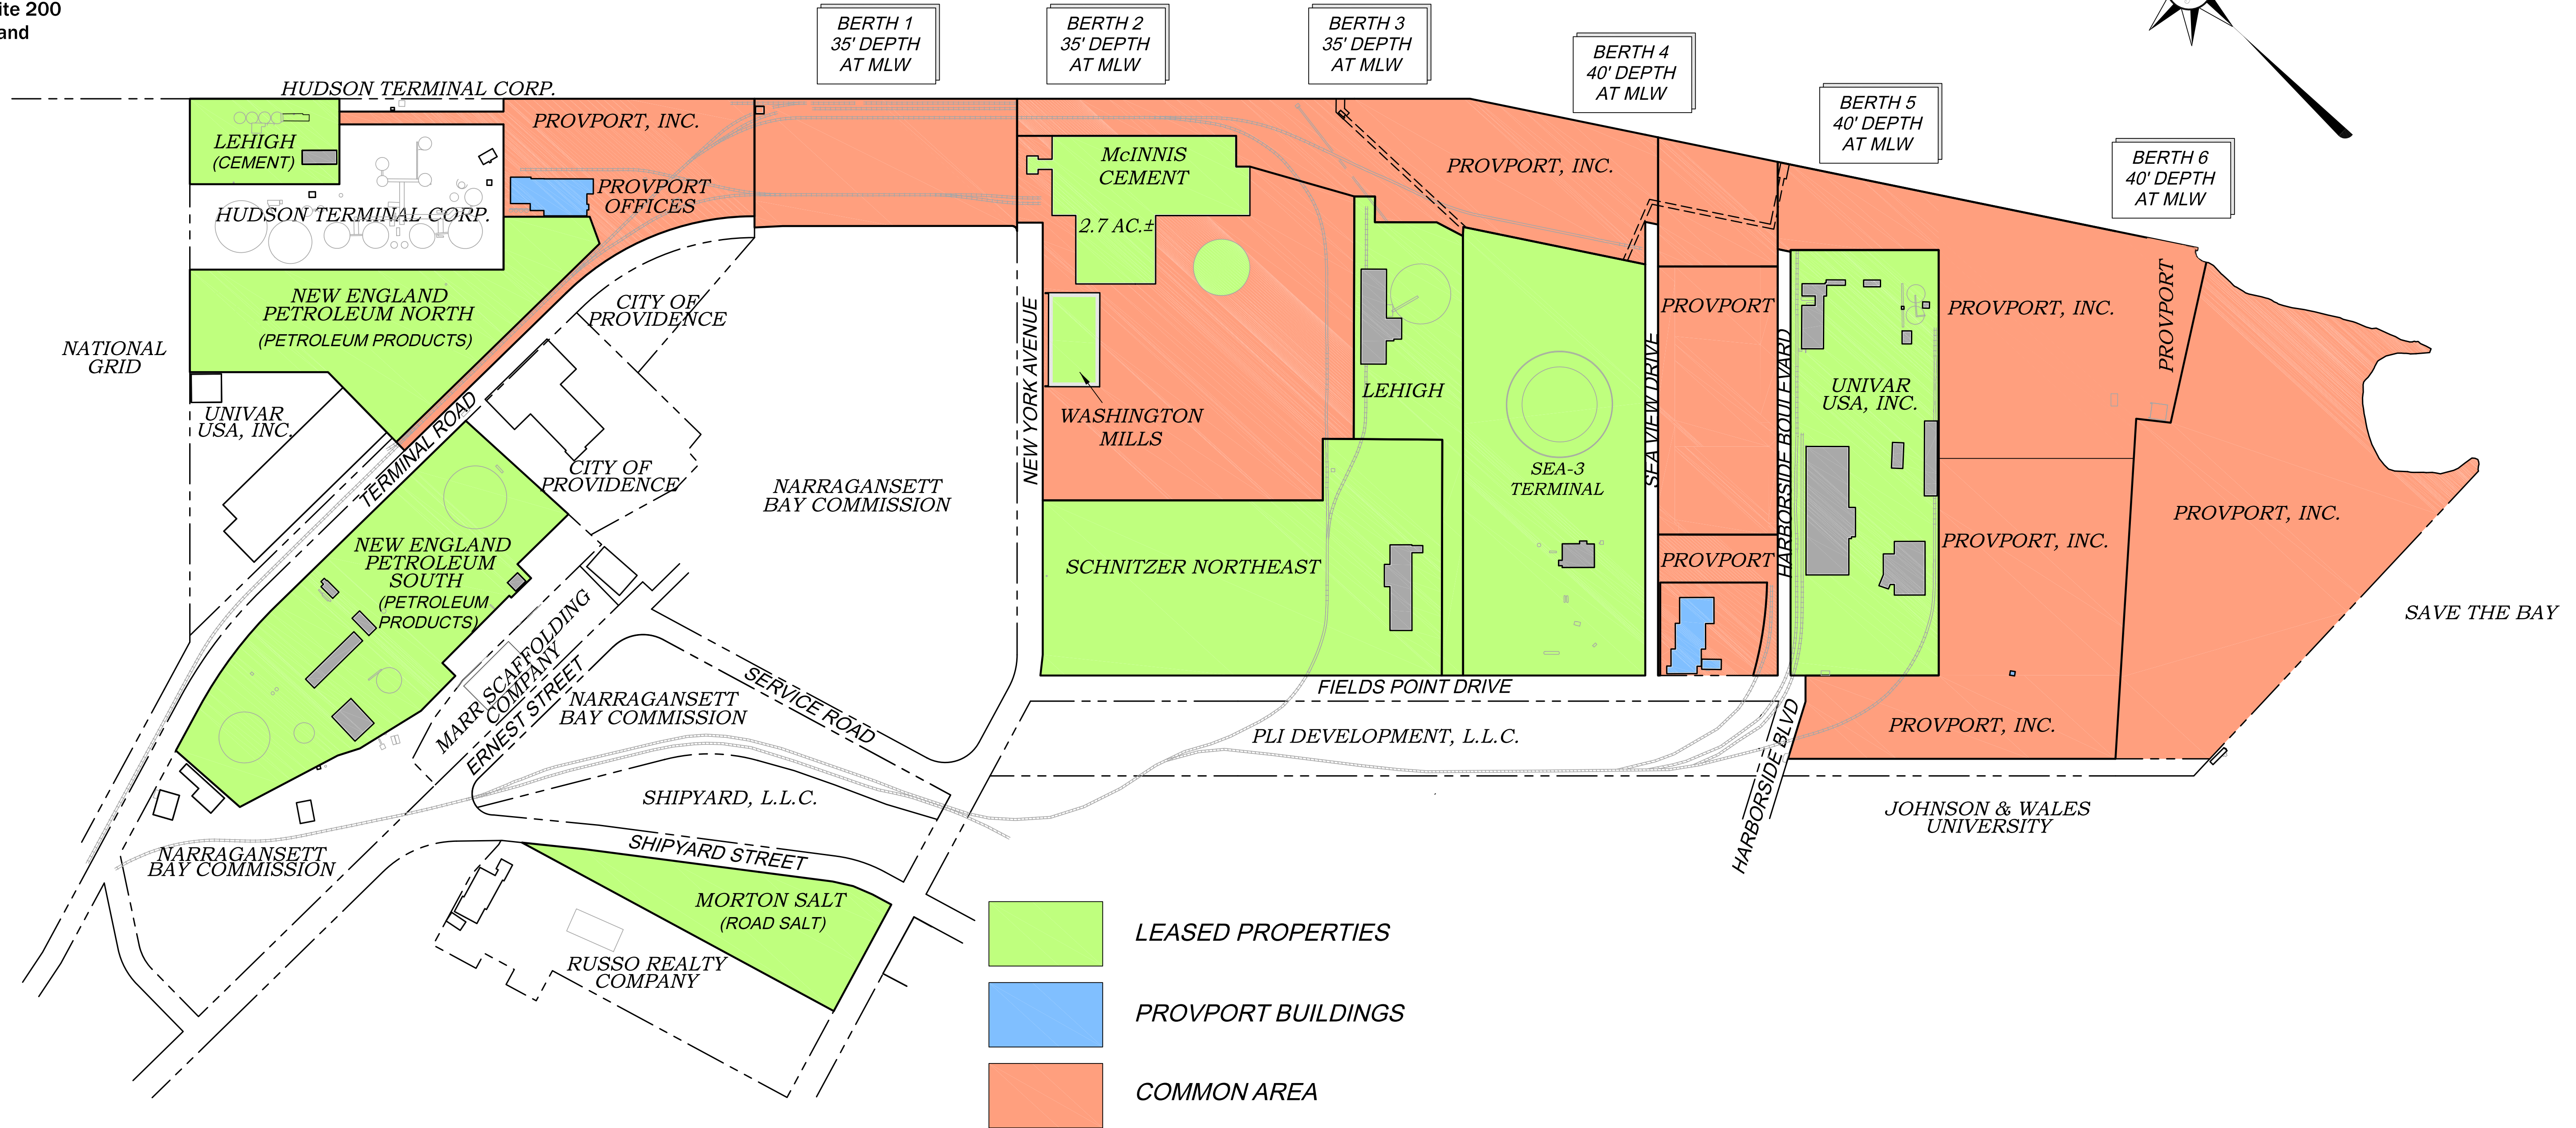 ite 200
and
BERTH 1
35' DEPTH
AT MLW
BERTH 2
35' DEPTH
AT MLW
BERTH 3
35' DEPTH
AT MLW
BERTH 4
40' DEPTH
AT MLW
BERTH 5
40' DEPTH
AT MLW
BERTH 6
40' DEPTH
AT MLW
HUDSON TERMINAL CORP.
LEHIGH
(CEMENT)
HUDSON TERMINAL CORP.
PROVPORT, INC.
PROVPORT
OFFICES
NEW ENGLAND
PETROLEUM NORTH
(PETROLEUM PRODUCTS)
NATIONAL
GRID
UNIVAR
USA, INC.
TERMINAL ROAD
CITY OF
PROVIDENCE
CITY OF
PROVIDENCE
NARRAGANSETT
BAY COMMISSION
NEW YORK AVENUE
McINNIS
CEMENT
2.7 AC.±
WASHINGTON
MILLS
LEHIGH
PROVPORT, INC.
SEA-3
TERMINAL
SEA VIEW DRIVE
PROVPORT
PROVPORT
HARBORSIDE BOULEVARD
UNIVAR
USA, INC.
PROVPORT, INC.
PROVPORT
PROVPORT, INC.
PROVPORT, INC.
PROVPORT, INC.
SAVE THE BAY
SCHNITZER NORTHEAST
NEW ENGLAND
PETROLEUM
SOUTH
(PETROLEUM
PRODUCTS)
MARR SCAFFOLDING
COMPANY
ERNEST STREET
NARRAGANSETT
BAY COMMISSION
SERVICE ROAD
FIELDS POINT DRIVE
PLI DEVELOPMENT, L.L.C.
HARBORSIDE BLVD
JOHNSON & WALES
UNIVERSITY
SHIPYARD, L.L.C.
SHIPYARD STREET
NARRAGANSETT
BAY COMMISSION
MORTON SALT
(ROAD SALT)
RUSSO REALTY
COMPANY
LEASED PROPERTIES
PROVPORT BUILDINGS
COMMON AREA